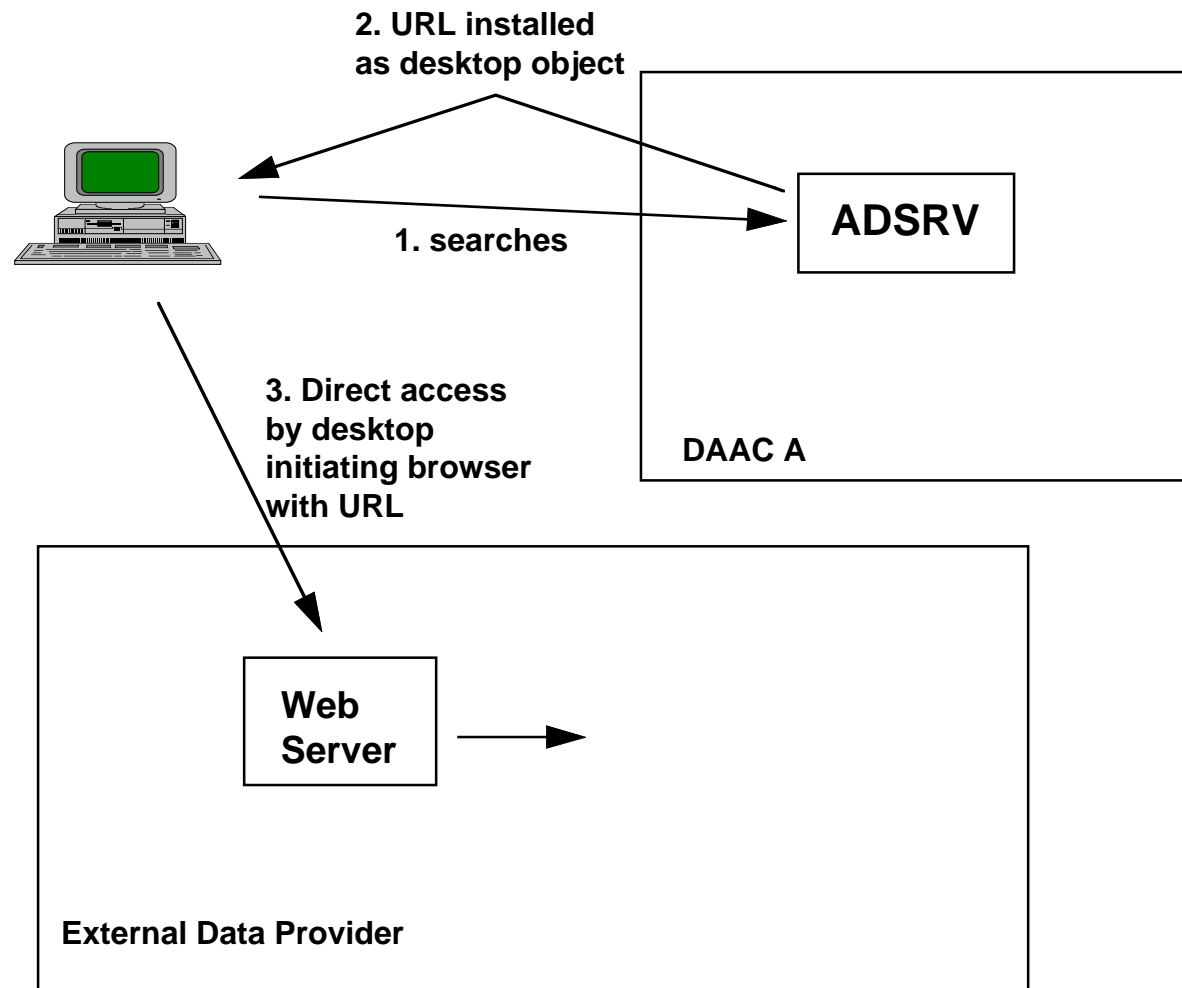 2. URL installed
as desktop object
ADSRV
1. searches
3. Direct access
by desktop
initiating browser
with URL
DAAC A
Web
Server
External Data Provider